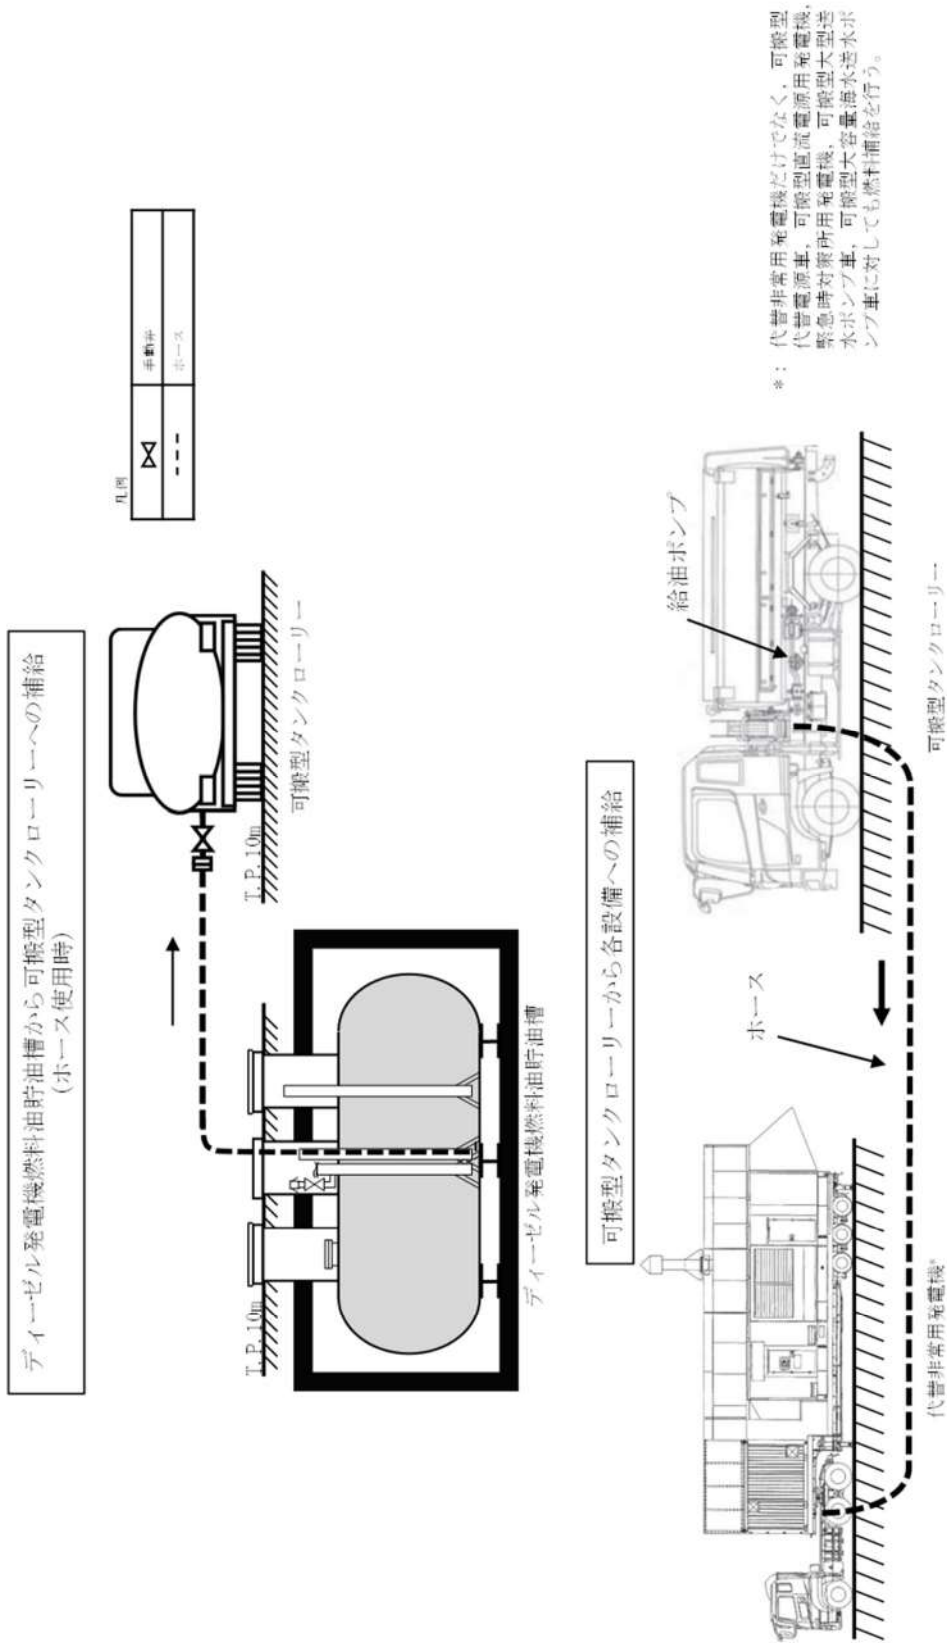 ディーゼル発電機燃料油貯油槽から可搬型タンクローリーへの補給
(ホース使用時)
凡例
手動弁
ホース
T.P.10m
T.P.10m
可搬型タンクローリー
ディーゼル発電機燃料油貯油槽
可搬型タンクローリーから各設備への補給
給油ポンプ
ホース
代替非常用発電機*
可搬型タンクローリー
*: 代替非常用発電機だけでなく，可搬型
代替電源車，可搬型直流電源用発電機，
緊急時対策所用発電機，可搬型大型送
水ポンプ車，可搬型大容量海水送水ポ
ンプ車に対しても燃料補給を行う。